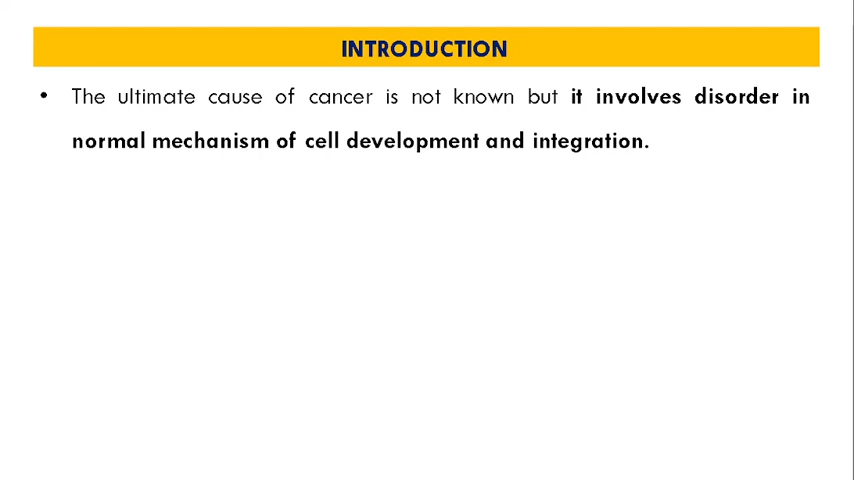 INTRODUCTION
• The ultimate cause of cancer is not known but it involves disorder in
normal mechanism of cell development and integration.